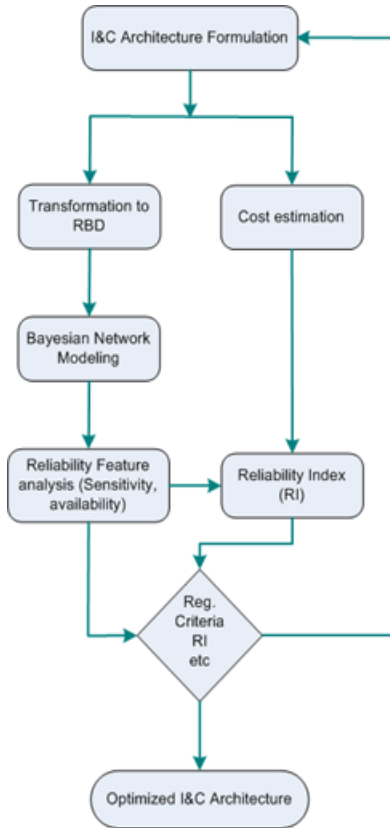 I&C Architecture Formulation
Transformation to
RBD
Cost estimation
Bayesian Network
Modeling
Reliability Feature
analysis (Sensitivity,
availability)
Reliability Index
(RI)
Reg.
Criteria
RI
etc
Optimized I&C Architecture